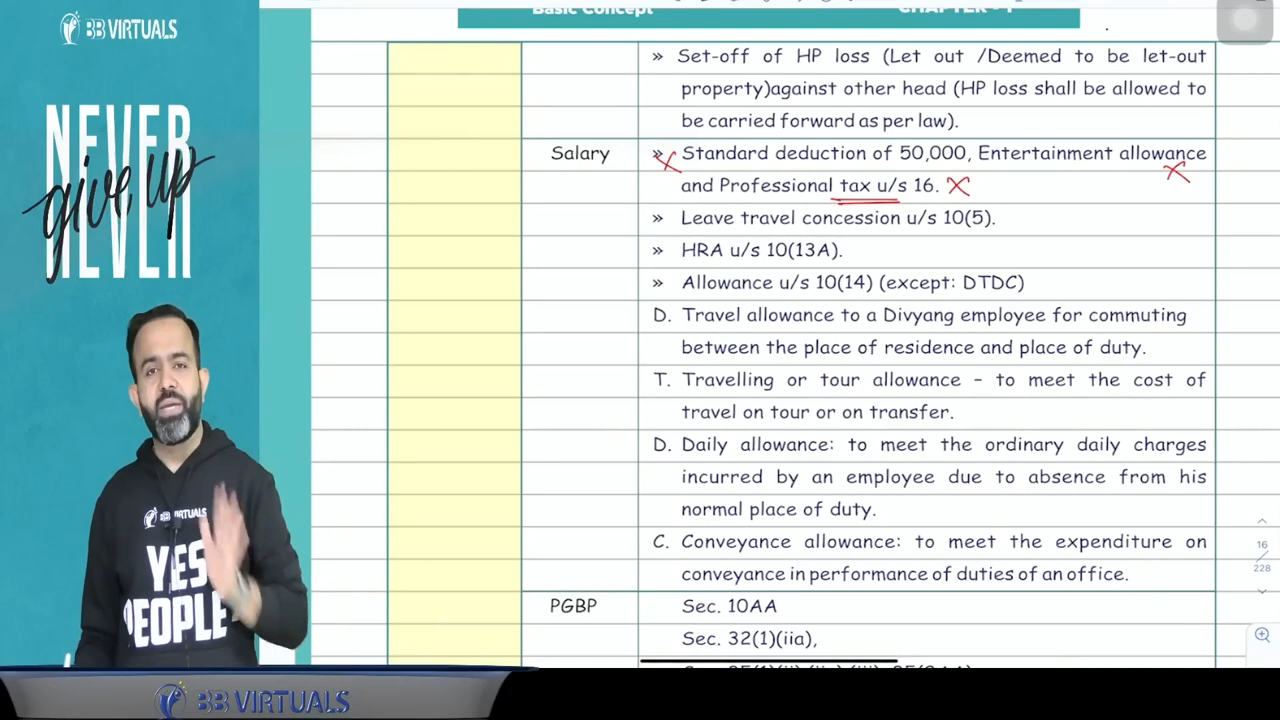 Basic Concept CHAPTER - 1
BB VIRTUALS
NEVER
give up
NEVER
» Set-off of HP loss (Let out /Deemed to be let-out
property)against other head (HP loss shall be allowed to
be carried forward as per law).
Salary
» Standard deduction of 50,000, Entertainment allowance
and Professional tax u/s 16.
» Leave travel concession u/s 10(5).
» HRA u/s 10(13A).
» Allowance u/s 10(14) (except: DTDC)
D. Travel allowance to a Divyang employee for commuting
between the place of residence and place of duty.
T. Travelling or tour allowance – to meet the cost of
travel on tour or on transfer.
D. Daily allowance: to meet the ordinary daily charges
incurred by an employee due to absence from his
normal place of duty.
C. Conveyance allowance: to meet the expenditure on
conveyance in performance of duties of an office.
PGBP
Sec. 10AA
Sec. 32(1)(iia),
16
228
BB VIRTUALS
YES
PEOPLE
BB VIRTUALS